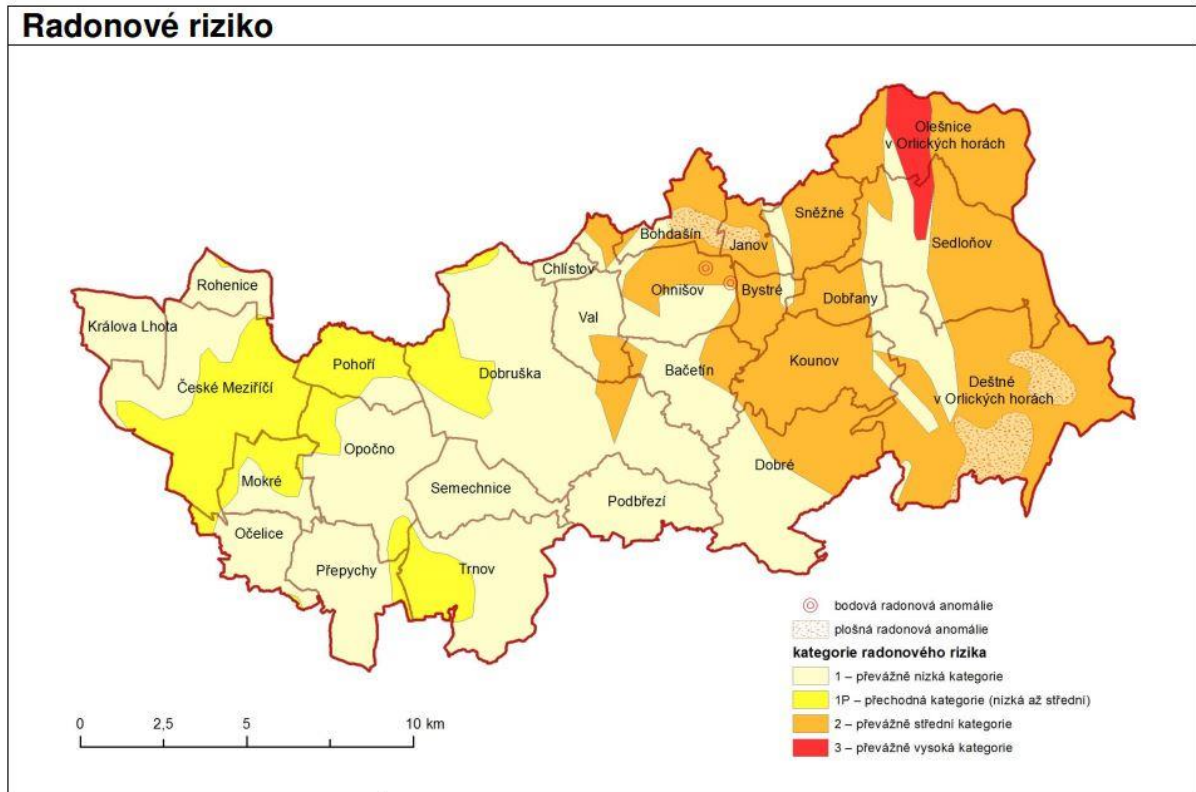 Radonové riziko
Olešnice
v Orlických horách
Sněžné
Bohdašín
Janov
Sedloňov
Chlístov
Rohenice
Ohnišov
Bystré
Dobřany
Králova Lhota
Val
Pohoří
Kounov
České Meziříčí
Dobruška
Bačetín
Deštné
v Orlických horách
Opočno
Dobré
Mokré
Semechnice
Podbřezí
Očelice
Přepychy
Trnov
bodová radonová anomálie
plošná radonová anomálie
kategorie radonového rizika
1 – převážně nízká kategorie
1P – přechodná kategorie (nízká až střední)
2 – převážně střední kategorie
3 – převážně vysoká kategorie
0 2,5 5 10 km